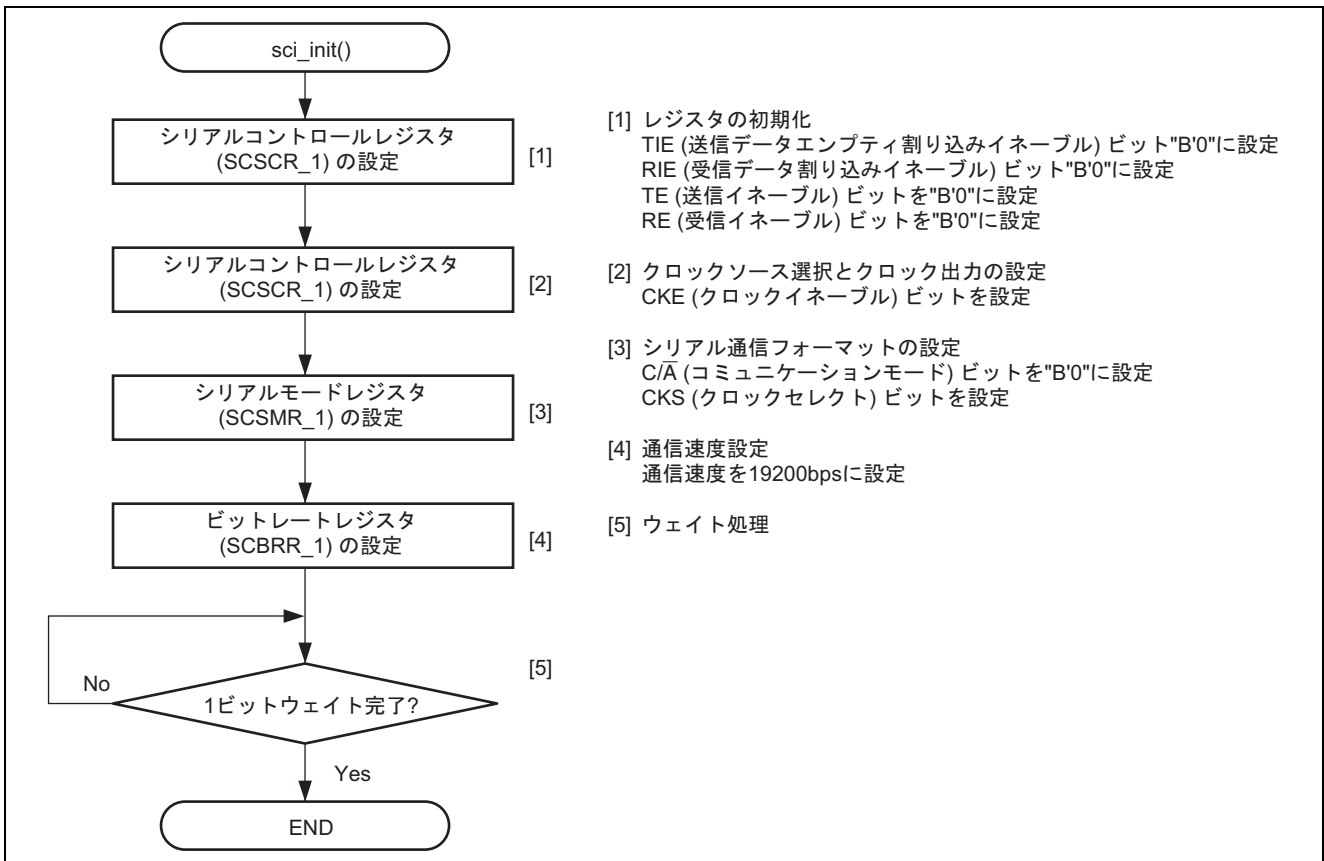 sci_init()
シリアルコントロールレジスタ
(SCSCR_1) の設定
[1]
シリアルコントロールレジスタ
(SCSCR_1) の設定
[2]
シリアルモードレジスタ
(SCSMR_1) の設定
[3]
ビットレートレジスタ
(SCBRR_1) の設定
[4]
[5]
No
1ビットウェイト完了?
Yes
END
[1] レジスタの初期化
TIE (送信データエンプティ割り込みイネーブル) ビット"B'0"に設定
RIE (受信データ割り込みイネーブル) ビット"B'0"に設定
TE (送信イネーブル) ビットを"B'0"に設定
RE (受信イネーブル) ビットを"B'0"に設定
[2] クロックソース選択とクロック出力の設定
CKE (クロックイネーブル) ビットを設定
[3] シリアル通信フォーマットの設定
C/A̅ (コミュニケーションモード) ビットを"B'0"に設定
CKS (クロックセレクト) ビットを設定
[4] 通信速度設定
通信速度を19200bpsに設定
[5] ウェイト処理